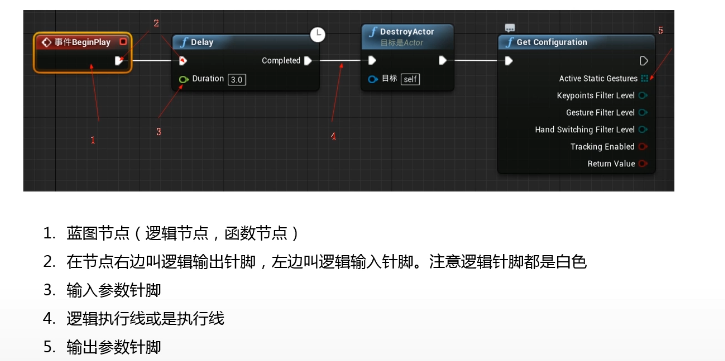 2
5
事件BeginPlay
Delay
DestroyActor
目标是Actor
Get Configuration
Completed
Duration 3.0
目标 self
Active Static Gestures
Keypoints Filter Level
Gesture Filter Level
Hand Switching Filter Level
Tracking Enabled
Return Value
1
3
4
1. 蓝图节点（逻辑节点，函数节点）
2. 在节点右边叫逻辑输出针脚，左边叫逻辑输入针脚。注意逻辑针脚都是白色
3. 输入参数针脚
4. 逻辑执行线或是执行线
5. 输出参数针脚